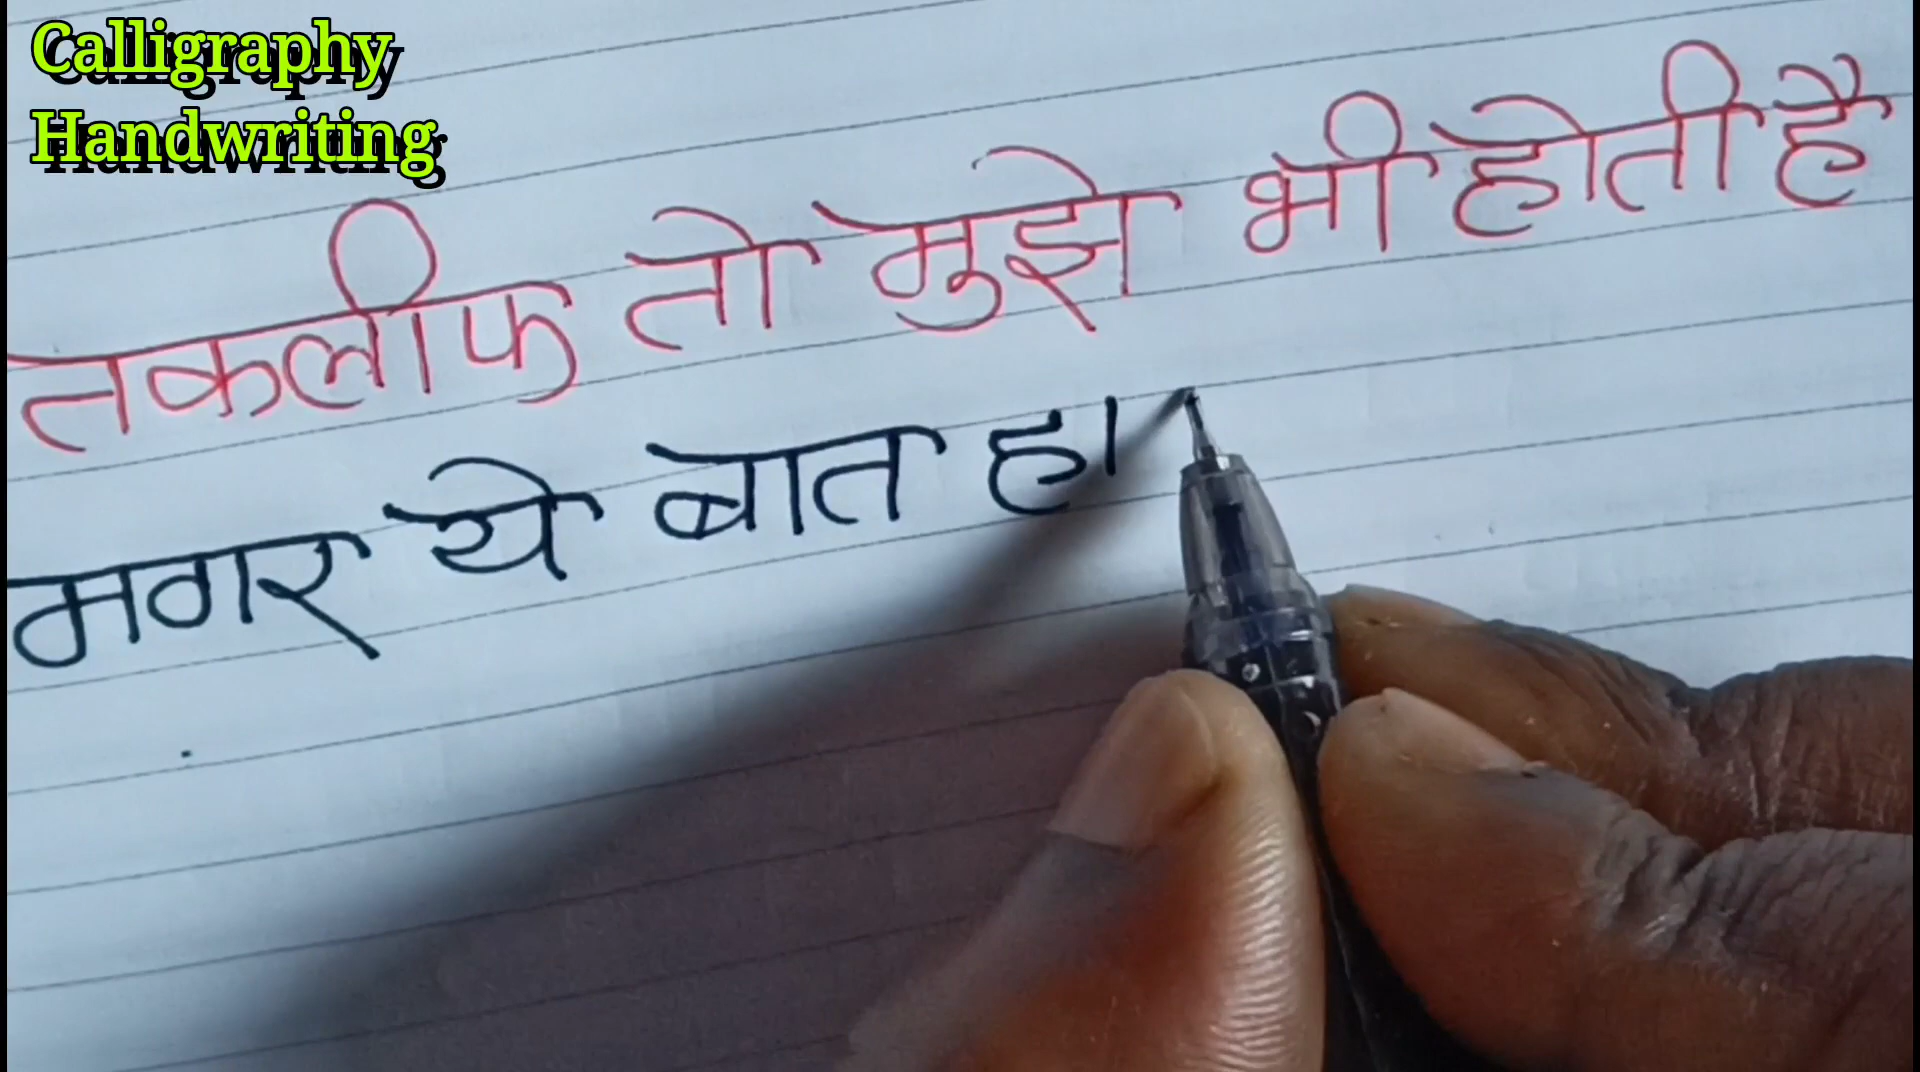 Calligraphy
Handwriting
तकलीफ तो मुझे भी होती है
मगर ये बात हा